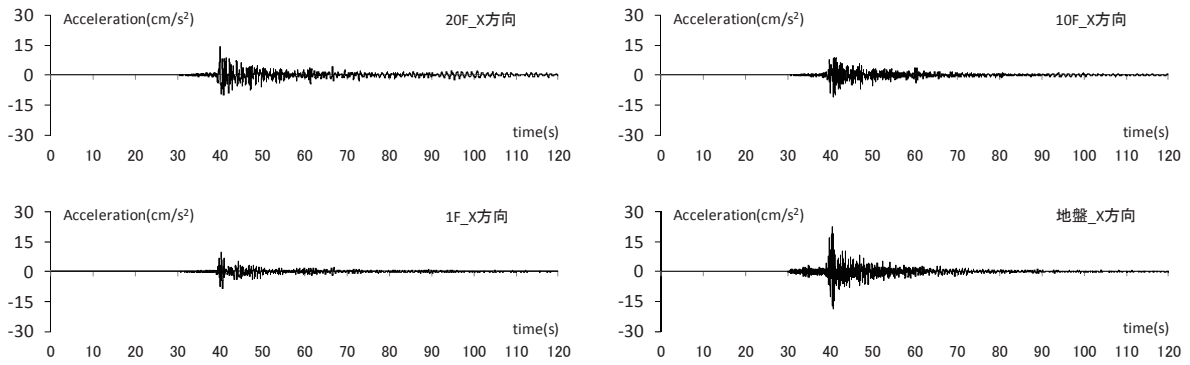 30 Acceleration(cm/s²) 20F_X方向
15
0
-15
-30 time(s)
0 10 20 30 40 50 60 70 80 90 100 110 120
30 Acceleration(cm/s²) 10F_X方向
15
0
-15
-30 time(s)
0 10 20 30 40 50 60 70 80 90 100 110 120
30 Acceleration(cm/s²) 1F_X方向
15
0
-15
-30 time(s)
0 10 20 30 40 50 60 70 80 90 100 110 120
30 Acceleration(cm/s²) 地盤_X方向
15
0
-15
-30 time(s)
0 10 20 30 40 50 60 70 80 90 100 110 120